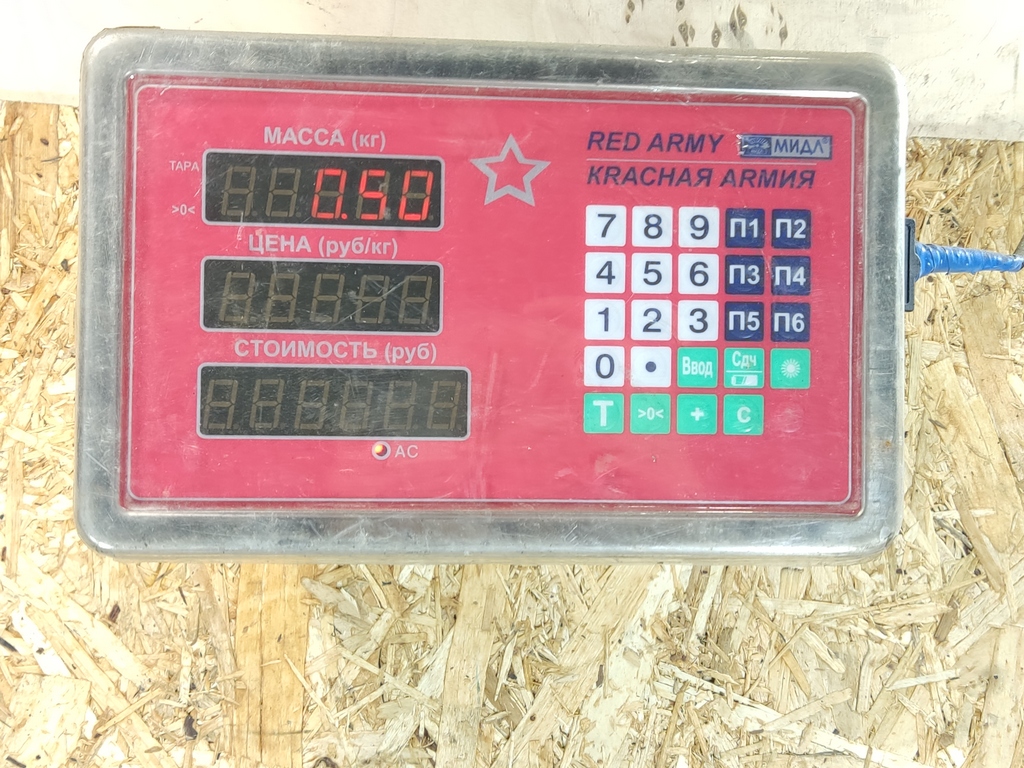 МАССА (кг)
ТАРА
>0<
0.50
ЦЕНА (руб/кг)
СТОИМОСТЬ (руб)
AC
RED ARMY МИДЛ®
КRАСНАЯ АRМИЯ
7 8 9 П1 П2
4 5 6 П3 П4
1 2 3 П5 П6
0 • Ввод Сдч
T >0< + C